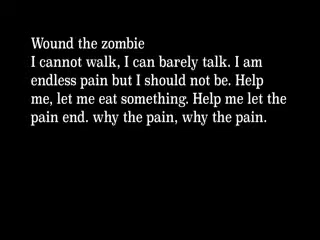 Wound the zombie
I cannot walk, I can barely talk. I am
endless pain but I should not be. Help
me, let me eat something. Help me let the
pain end. why the pain, why the pain.